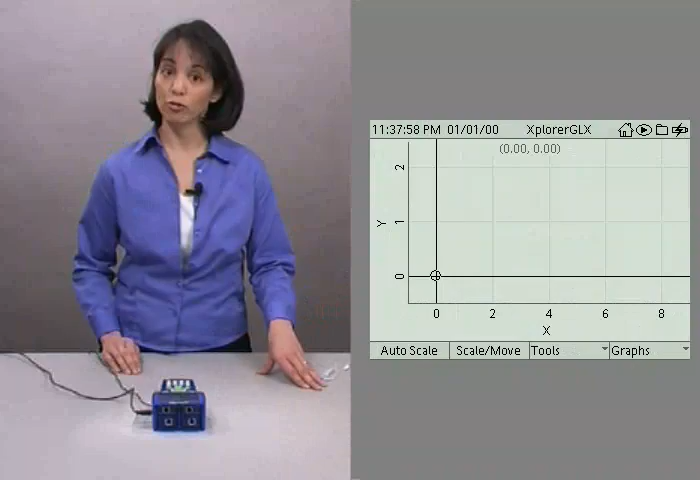 11:37:58 PM 01/01/00 XplorerGLX
(0.00, 0.00)
2
Y 1
0
0 2 4 6 8
X
Auto Scale Scale/Move Tools Graphs